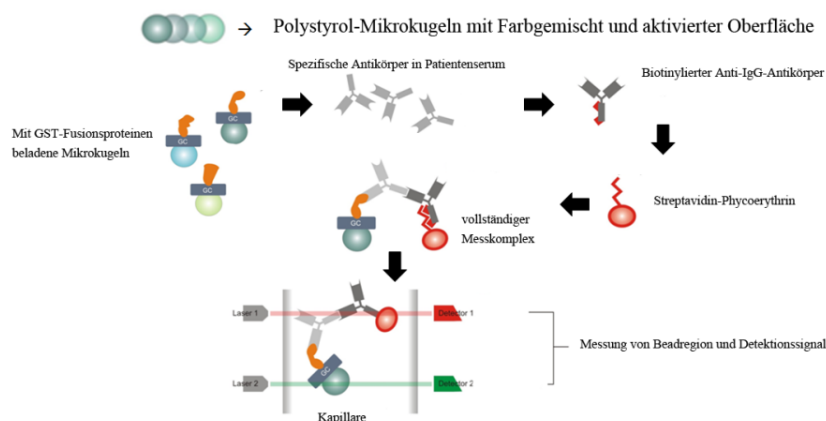 → Polystyrol-Mikrokugeln mit Farbgemischt und aktivierter Oberfläche
Spezifische Antikörper in Patientenserum
Biotinylierter Anti-IgG-Antikörper
Mit GST-Fusionsproteinen
beladene Mikrokugeln
GC
GC
GC
Streptavidin-Phycoerythrin
vollständiger
Messkomplex
GC
Laser 1
Detector 1
Messung von Beadregion und Detektionssignal
GC
Laser 2
Detector 2
Kapillare